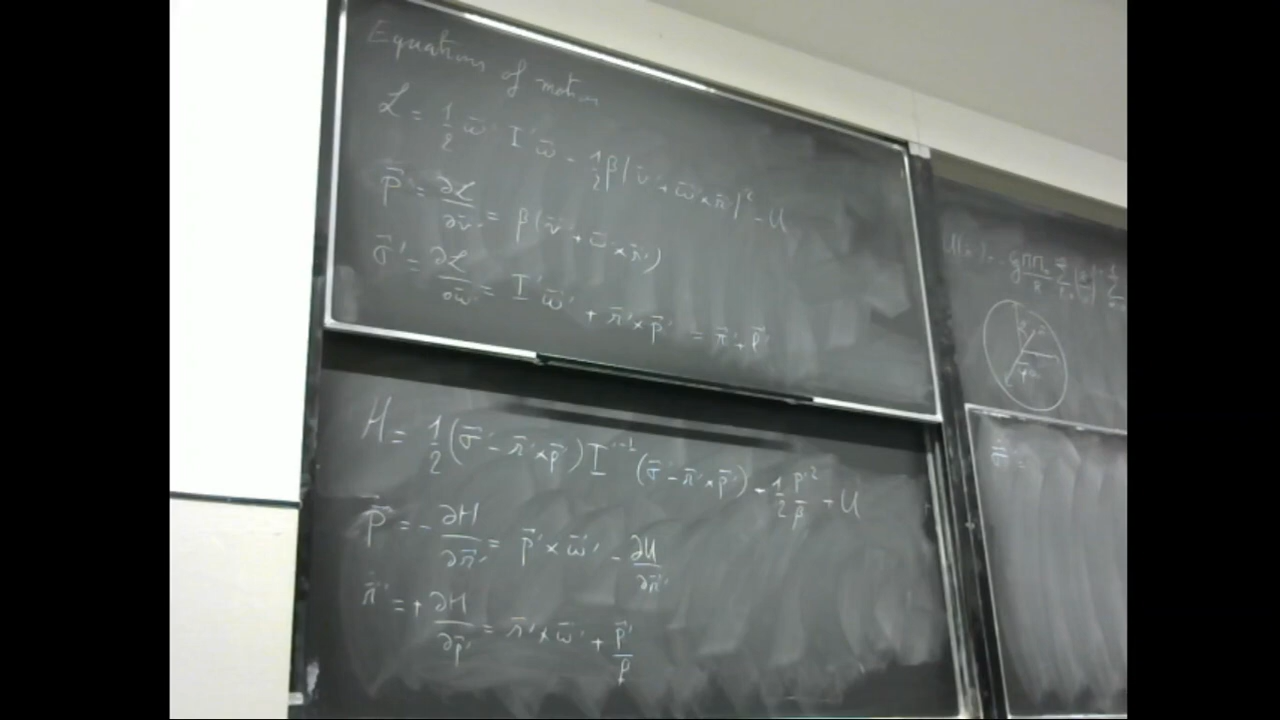 Equations of motion
ℒ = 1/2 ω⃗' I' ω⃗ - 1/2 β|v⃗' + ω⃗' × r⃗'|² - U
p⃗' = ∂ℒ/∂v⃗' = β(v⃗' + ω⃗ × r⃗')
σ⃗' = ∂ℒ/∂ω⃗' = I' ω⃗' + r⃗' × p⃗' = r⃗' + p⃗'
H = 1/2 (σ⃗' - r⃗' × p⃗') I'⁻¹ (σ⃗ - r⃗' × p⃗') - 1/2 p'²/β + U
p⃗' = - ∂H/∂r⃗' = p⃗' × ω⃗' - ∂U/∂r⃗'
ṙ' = + ∂H/∂p⃗' = r⃗' × ω⃗' + p⃗'/β
σ⃗ =